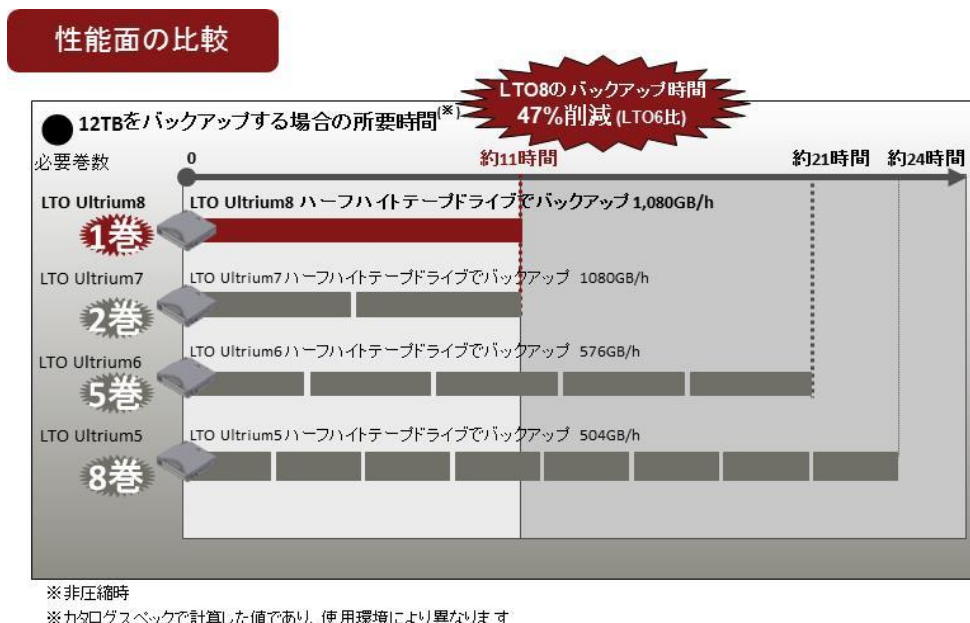 性能面の比較
LTO8のバックアップ時間
47%削減(LTO6比)
12TBをバックアップする場合の所要時間(※)
必要巻数
0
約11時間
約21時間
約24時間
LTO Ultrium8
LTO Ultrium8 ハーフハイトテープドライブでバックアップ1,080GB/h
1巻
LTO Ultrium7
LTO Ultrium7ハーフハイトテープドライブでバックアップ 1080GB/h
2巻
LTO Ultrium6
LTO Ultrium6ハーフハイトテープドライブでバックアップ 576GB/h
5巻
LTO Ultrium5
LTO Ultrium5ハーフハイトテープドライブでバックアップ 504GB/h
8巻
※非圧縮時
※カタログスペックで計算した値であり、使用環境により異なります